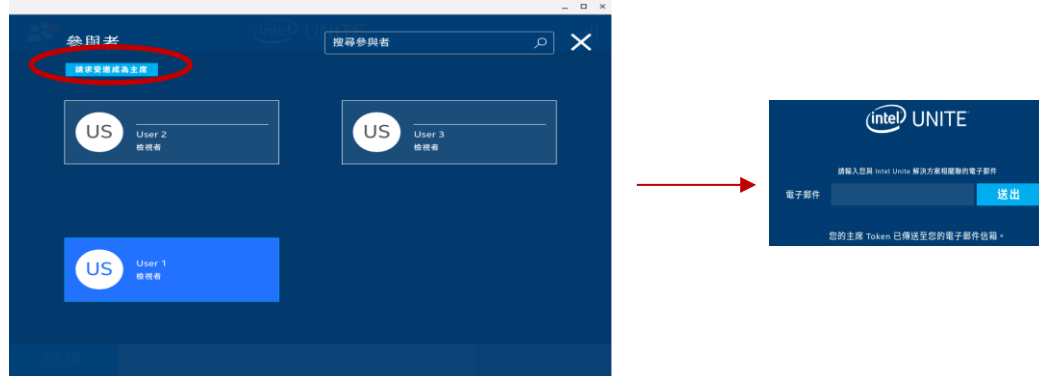 參與者
搜尋參與者
請求受邀成為主席
US
User 2
檢視者
US
User 3
檢視者
US
User 1
檢視者
intel UNITE
請輸入您與 Intel Unite 解決方案相關聯的電子郵件
電子郵件
送出
您的主席 Token 已傳送至您的電子郵件信箱。